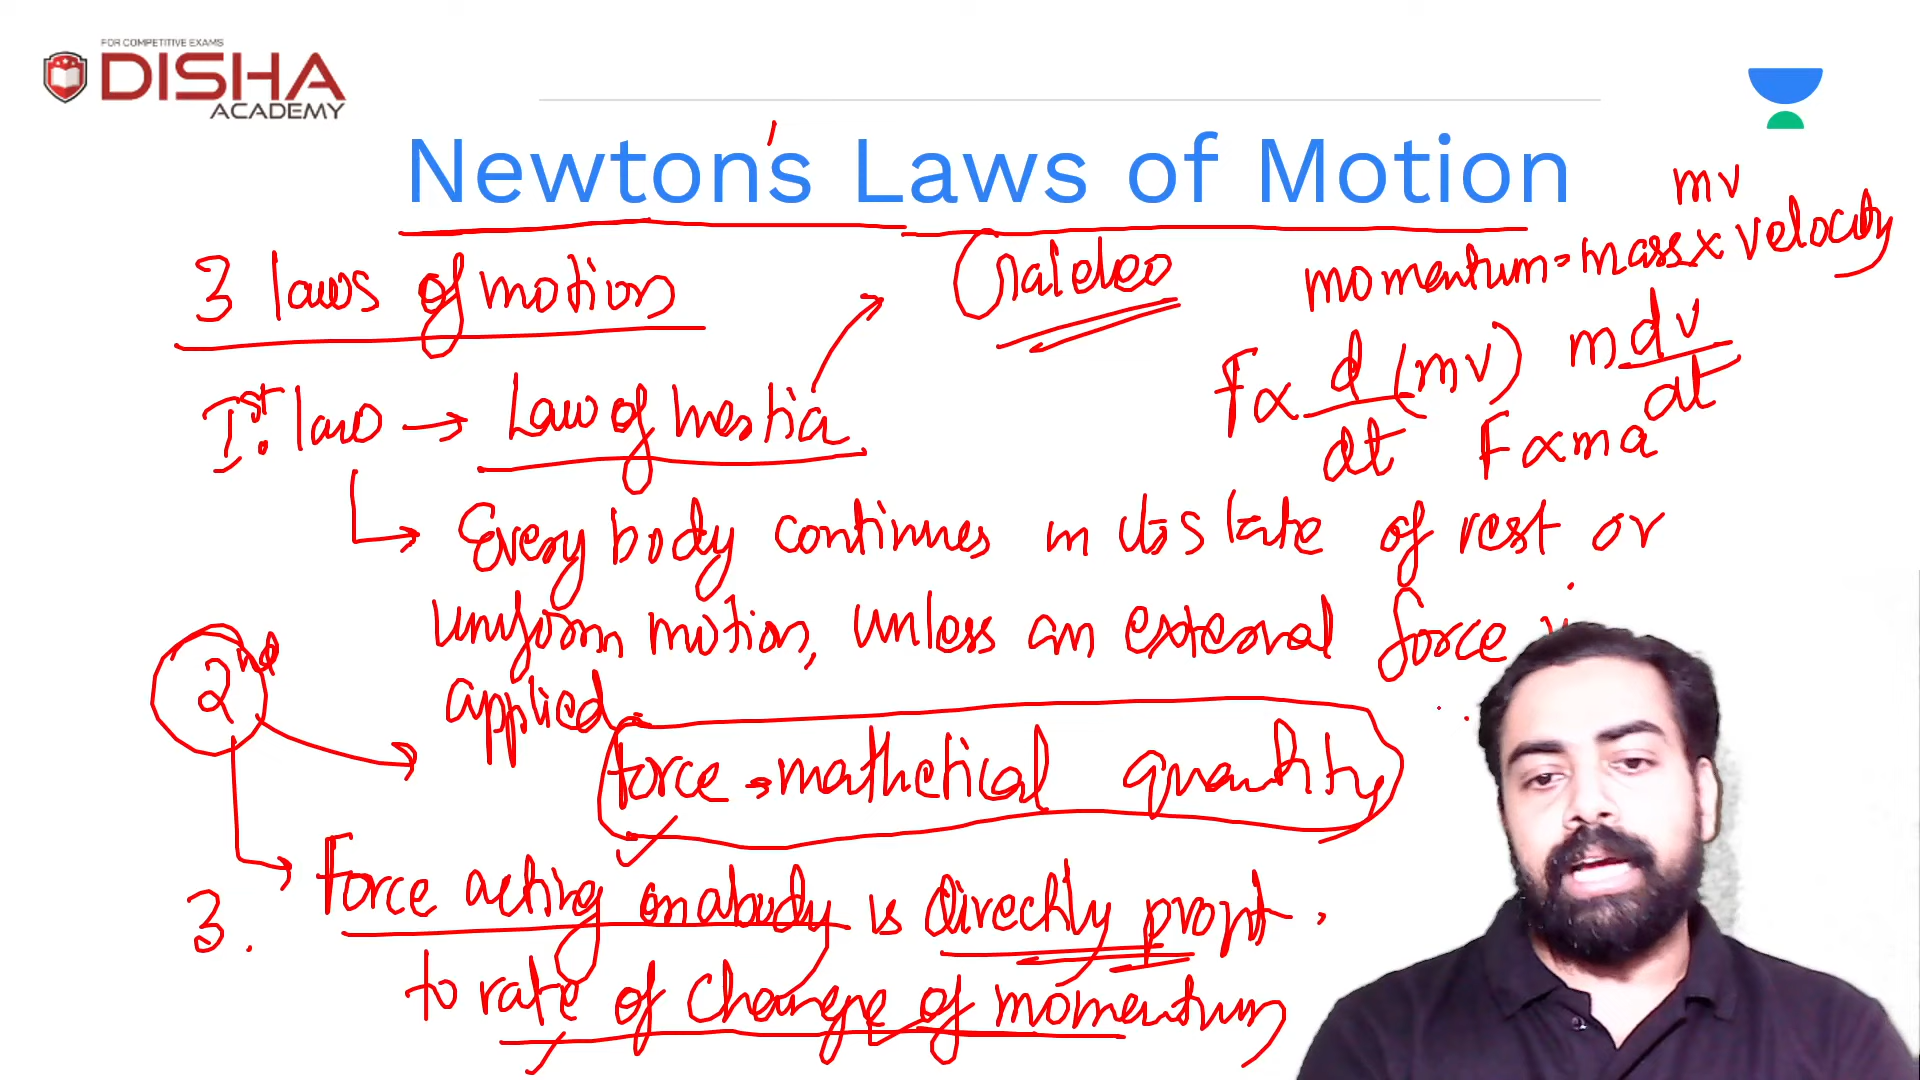 FOR COMPETITIVE EXAMS
DISHA
ACADEMY
Newton's Laws of Motion
mv
momentum = mass x velocity
3 laws of motion
Galeleo
F∝ d/dt (mv) m dv/dt
F∝ma
Ist law → Law of Inertia
Every body continues in its state of rest or
uniform motion, unless an external force
applied
2nd
force → mathetical quantity
Force acting on a body is directly propt.
3.
to rate of change of momentum